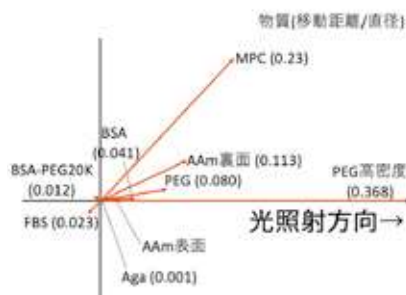 物質(移動距離/直径)
MPC (0.23)
BSA
(0.041)
AAm裏面 (0.113)
BSA-PEG20K
(0.012)
PEG (0.080)
PEG高密度
(0.368)
FBS (0.023)
光照射方向→
AAm表面
Aga (0.001)